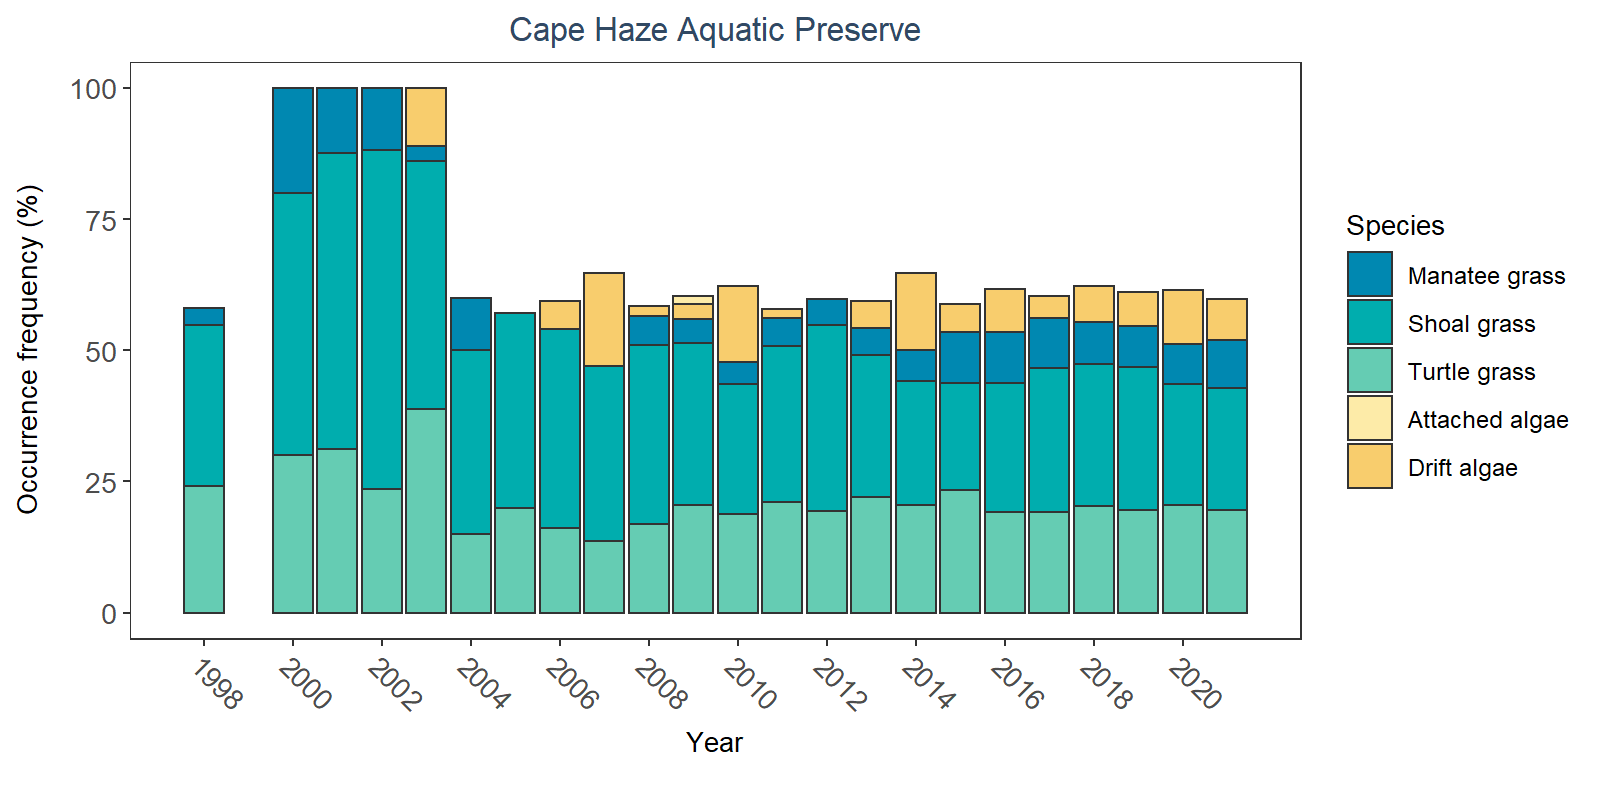 Cape Haze Aquatic Preserve
Occurrence frequency (%)
100
75
50
25
0
1998
2000
2002
2004
2006
2008
2010
2012
2014
2016
2018
2020
Year
Species
Manatee grass
Shoal grass
Turtle grass
Attached algae
Drift algae